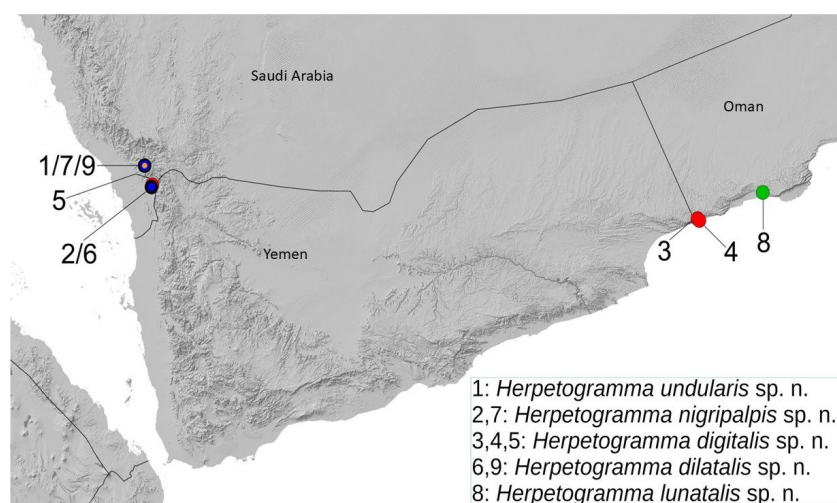 Saudi Arabia
Oman
1/7/9
5
2/6
Yemen
3
4
8
1: Herpetogramma undularis sp. n.
2,7: Herpetogramma nigripalpis sp. n.
3,4,5: Herpetogramma digitalis sp. n.
6,9: Herpetogramma dilatalis sp. n.
8: Herpetogramma lunatalis sp. n.